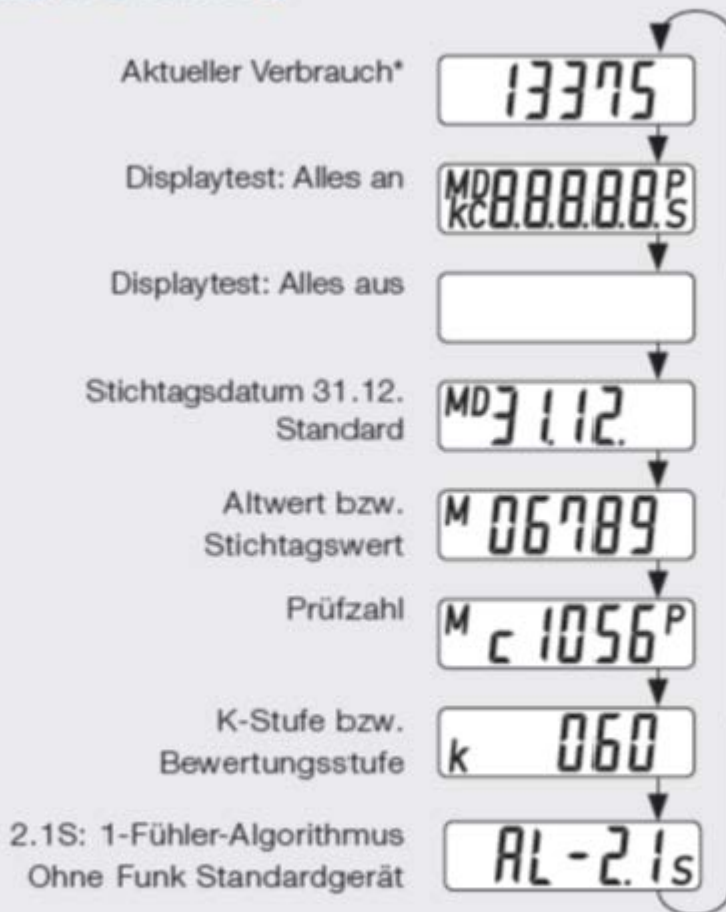 Aktueller Verbrauch* 13375
Displaytest: Alles an MD kC 8.8.8.8.8. P S
Displaytest: Alles aus
Stichtagsdatum 31.12.
Standard MD 31.12.
Altwert bzw.
Stichtagswert M 06789
Prüfzahl M c 1056 P
K-Stufe bzw.
Bewertungsstufe k 060
2.1S: 1-Fühler-Algorithmus
Ohne Funk Standardgerät AL-2.1s